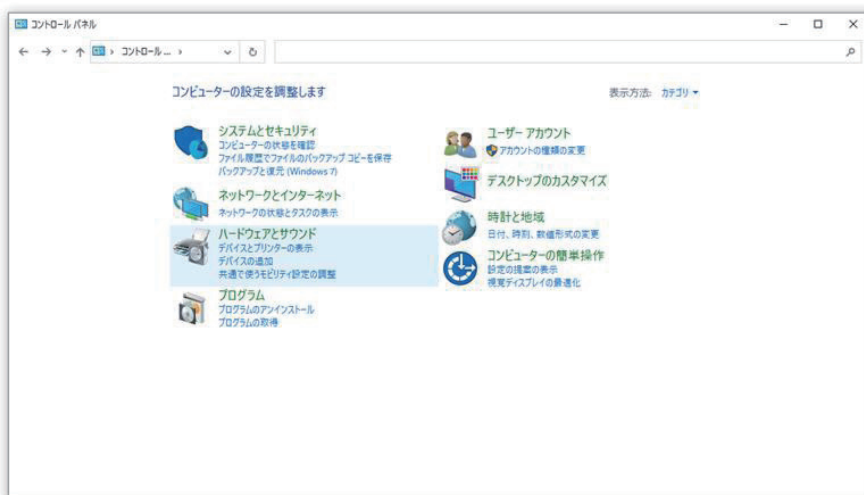 コントロール パネル
コントロール ...
コンピューターの設定を調整します
表示方法: カテゴリ
システムとセキュリティ
コンピューターの状態を確認
ファイル履歴でファイルのバックアップ コピーを保存
バックアップと復元 (Windows 7)
ネットワークとインターネット
ネットワークの状態とタスクの表示
ハードウェアとサウンド
デバイスとプリンターの表示
デバイスの追加
共通で使うモビリティ設定の調整
プログラム
プログラムのアンインストール
プログラムの取得
ユーザー アカウント
アカウントの種類の変更
デスクトップのカスタマイズ
時計と地域
日付、時刻、数値形式の変更
コンピューターの簡単操作
設定の提案の表示
視覚ディスプレイの最適化